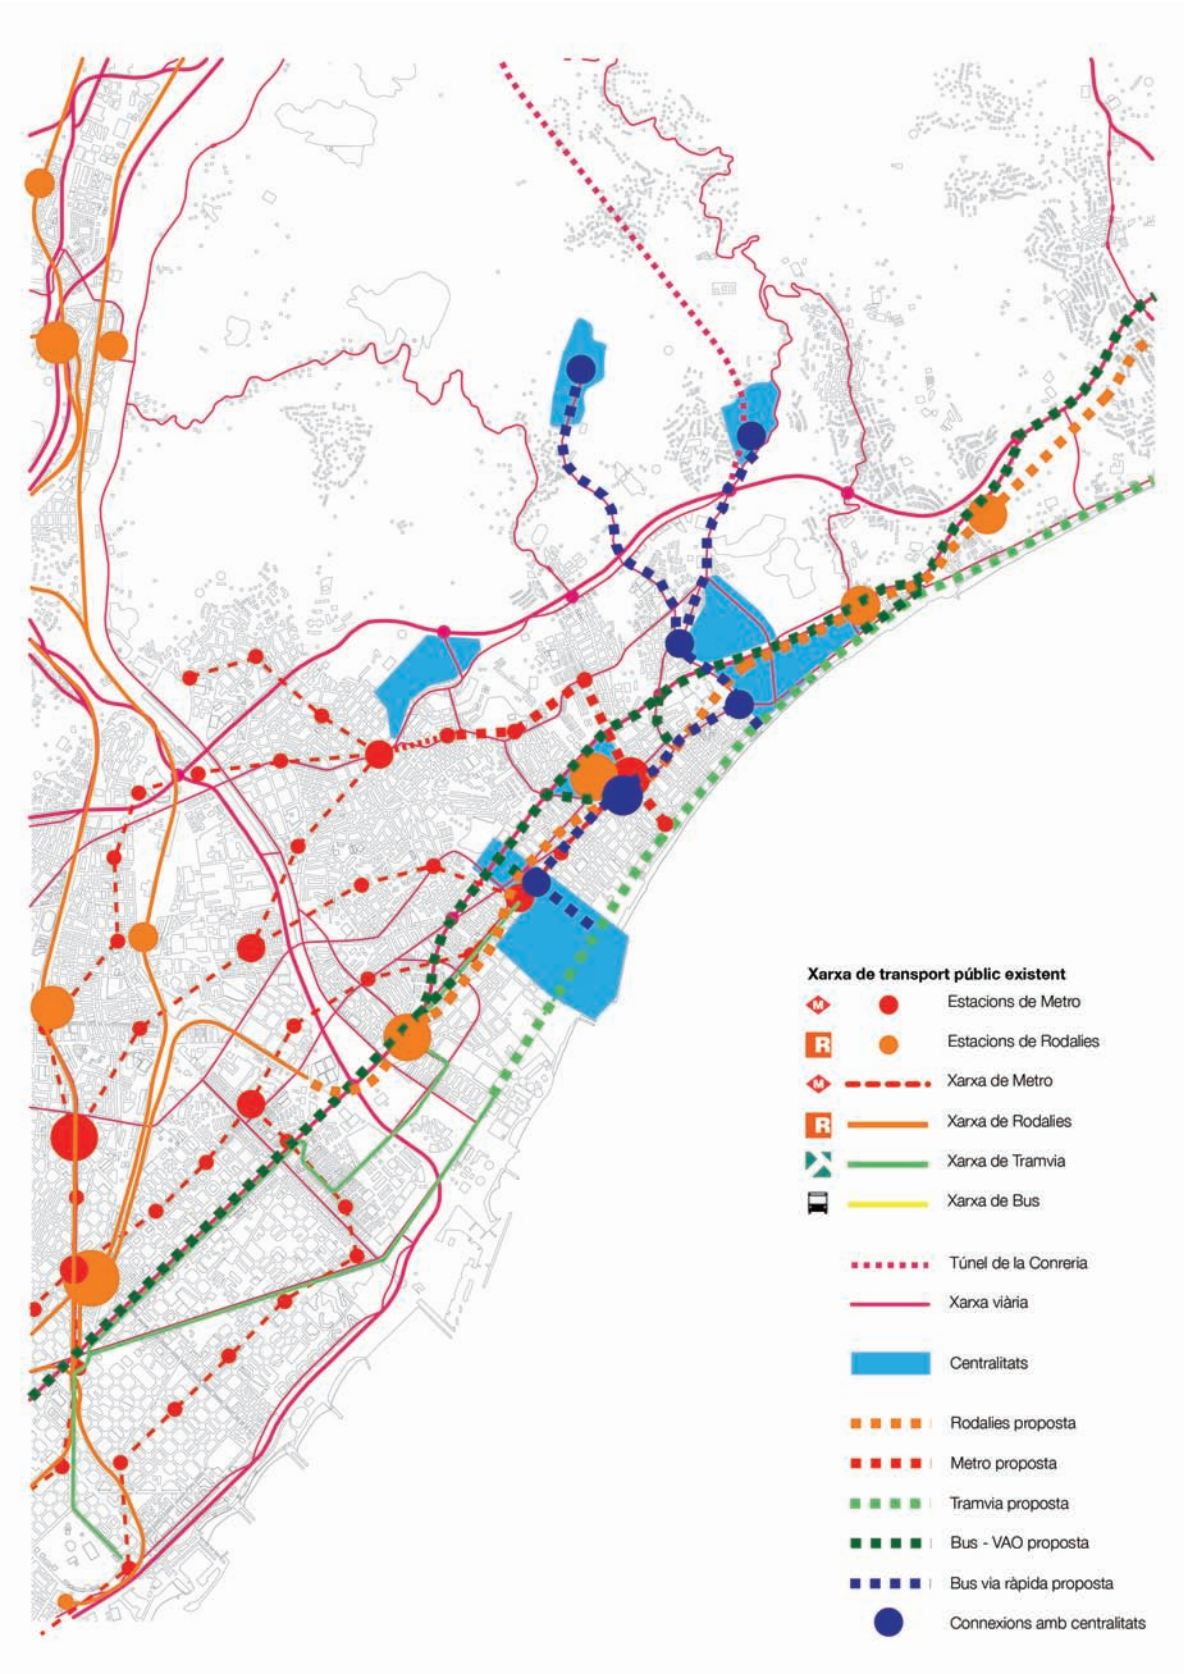 Xarxa de transport públic existent
M Estacions de Metro
R Estacions de Rodalies
M Xarxa de Metro
R Xarxa de Rodalies
Xarxa de Tramvia
Xarxa de Bus
Túnel de la Conreria
Xarxa viària
Centralitats
Rodalies proposta
Metro proposta
Tramvia proposta
Bus - VAO proposta
Bus via ràpida proposta
Connexions amb centralitats